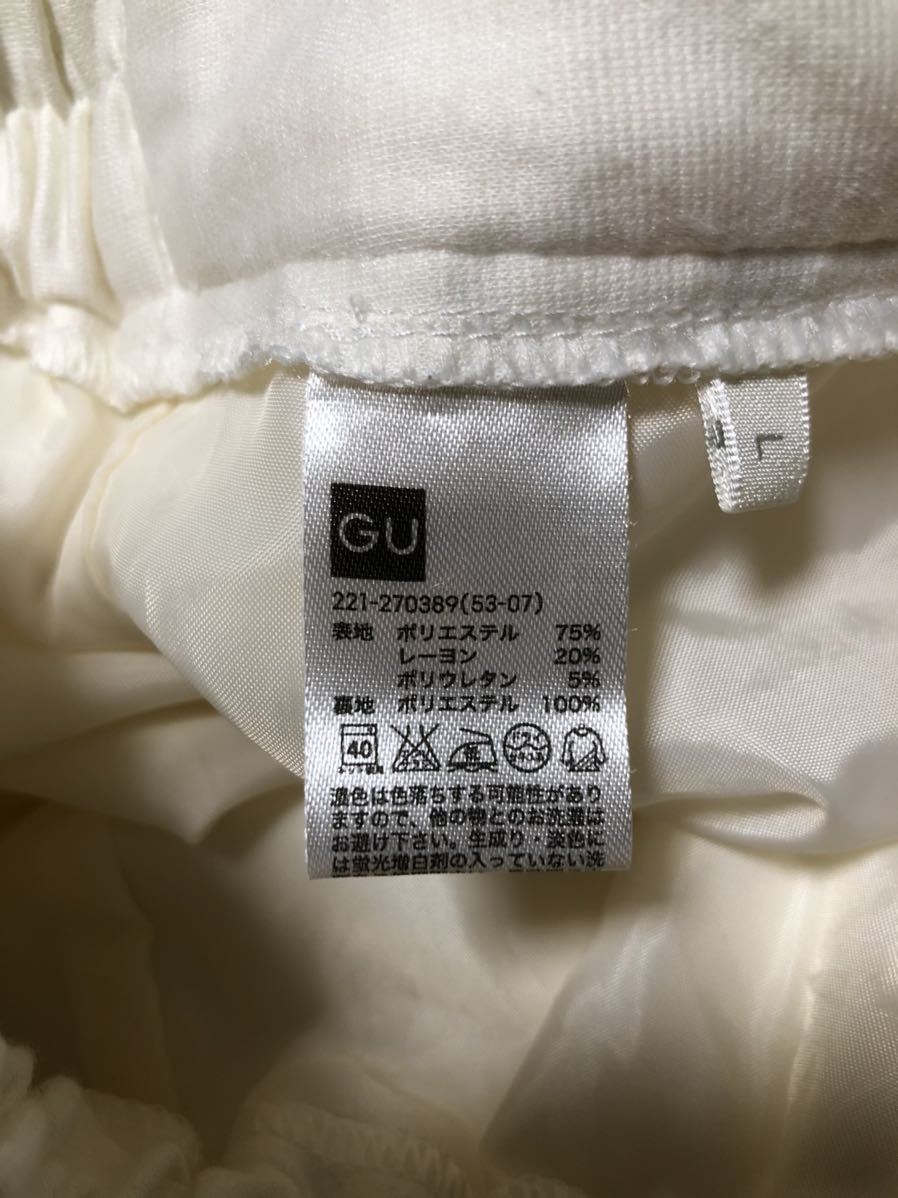 GU
221-270389(53-07)
表地 ポリエステル 75%
レーヨン 20%
ポリウレタン 5%
裏地 ポリエステル 100%
40
濃色は色落ちする可能性があり
ますので、他の物とのお洗濯は
お避け下さい。生成り・淡色に
は蛍光増白剤の入っていない洗
L